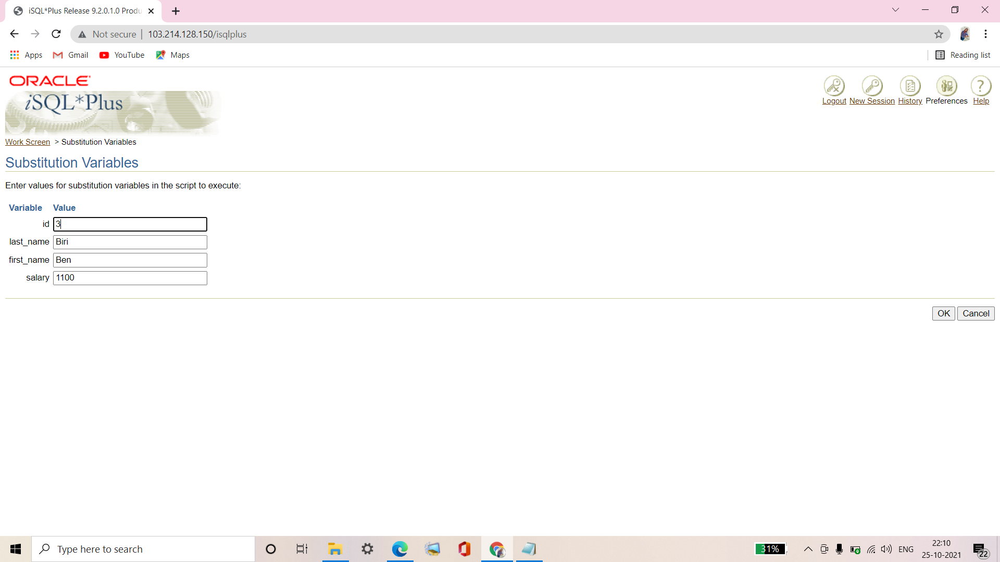 iSQL*Plus Release 9.2.0.1.0 Produ
Not secure | 103.214.128.150/isqlplus
Apps Gmail YouTube Maps Reading list
ORACLE
iSQL*Plus
Logout New Session History Preferences Help
Work Screen > Substitution Variables
Substitution Variables
Enter values for substitution variables in the script to execute:
Variable Value
id 3
last_name Biri
first_name Ben
salary 1100
OK Cancel
Type here to search
31%
ENG
22:10
25-10-2021
22